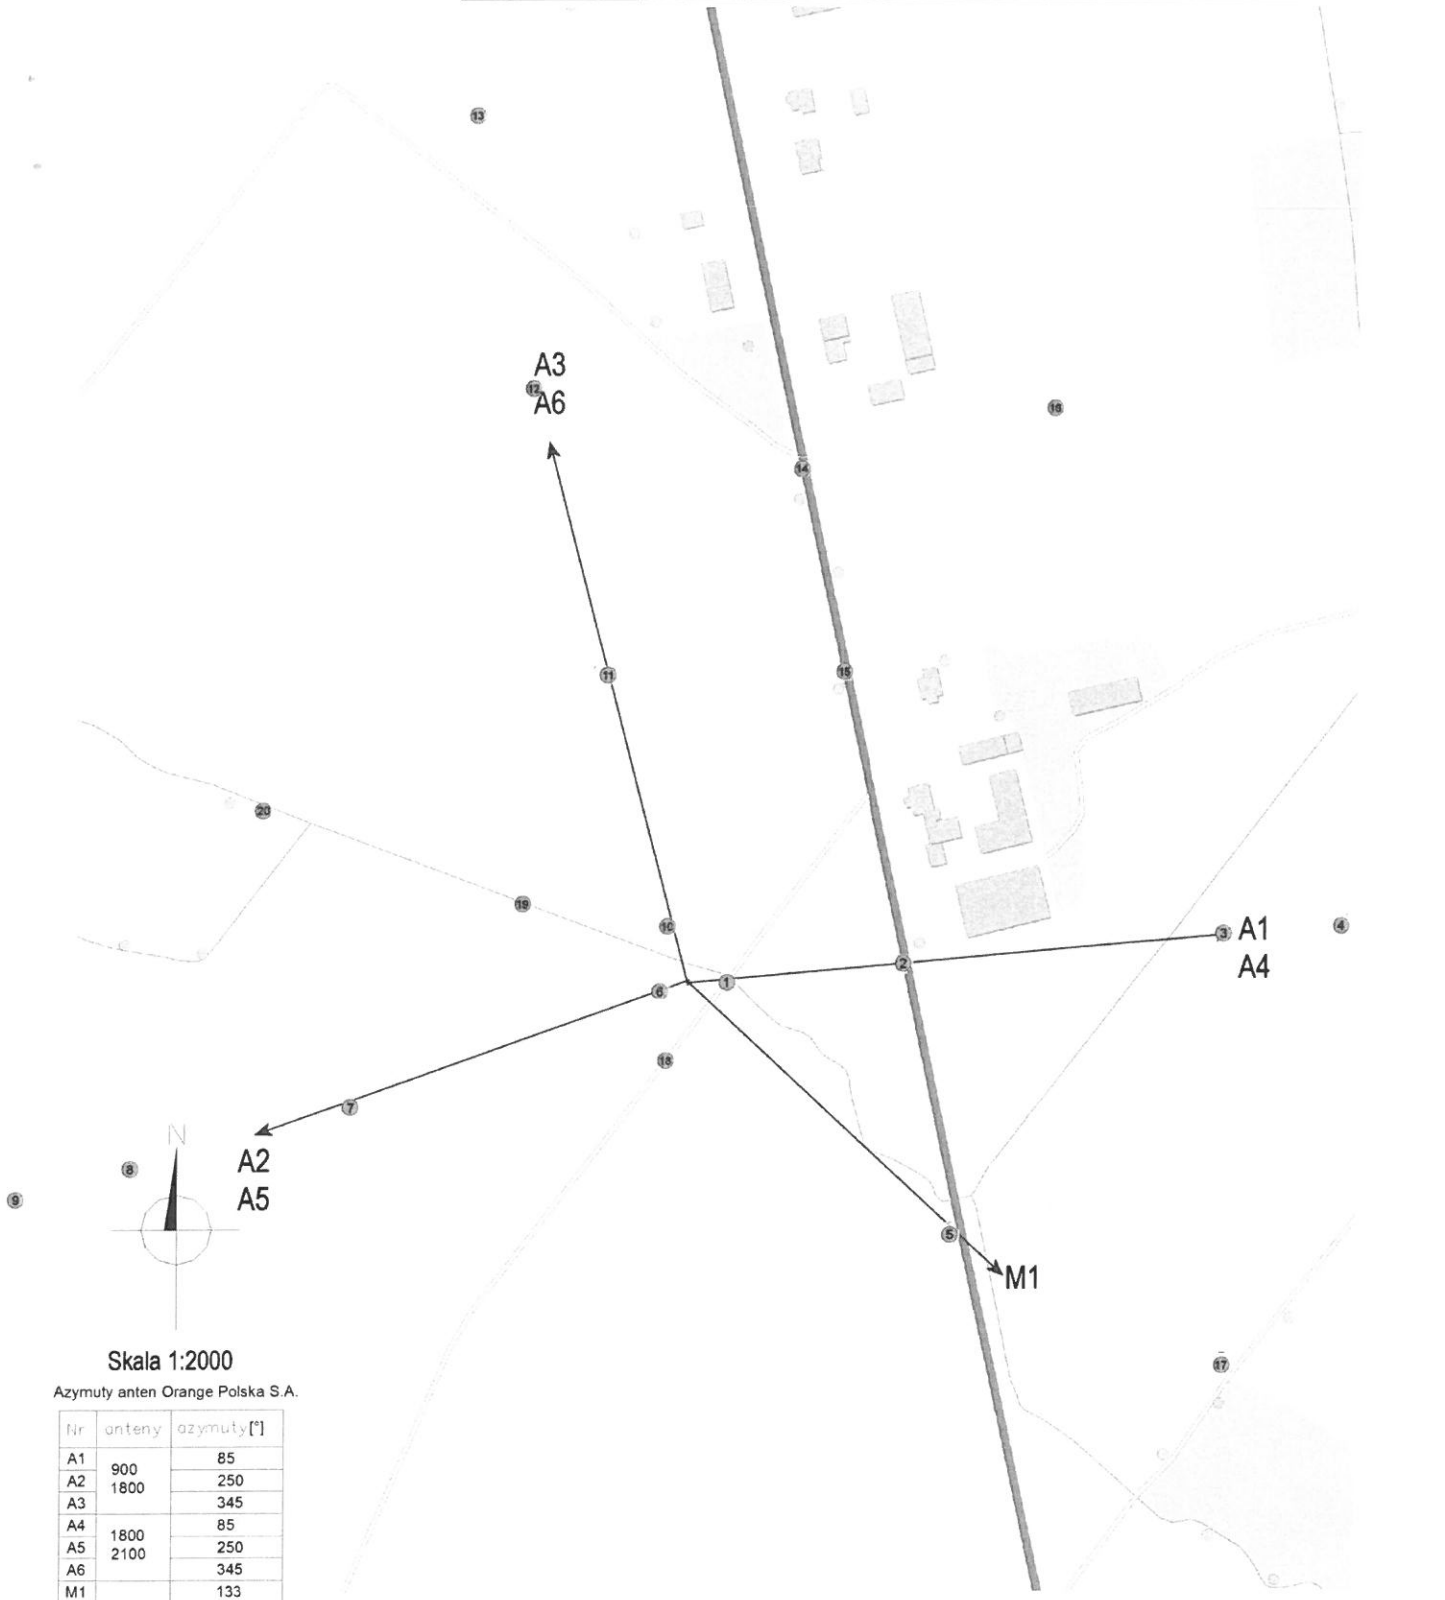 13
A3
12
A6
16
14
11
15
20
19
10
3
A1
4
2
A4
6
1
18
7
N
A2
8
A5
9
5
M1
Skala 1:2000
17
Azymuty anten Orange Polska S.A.
Nr anteny azymuty[°]
A1 900 1800 85
A2 250
A3 345
A4 1800 2100 85
A5 250
A6 345
M1 133